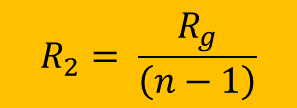 R₂ = R_g / (n − 1)